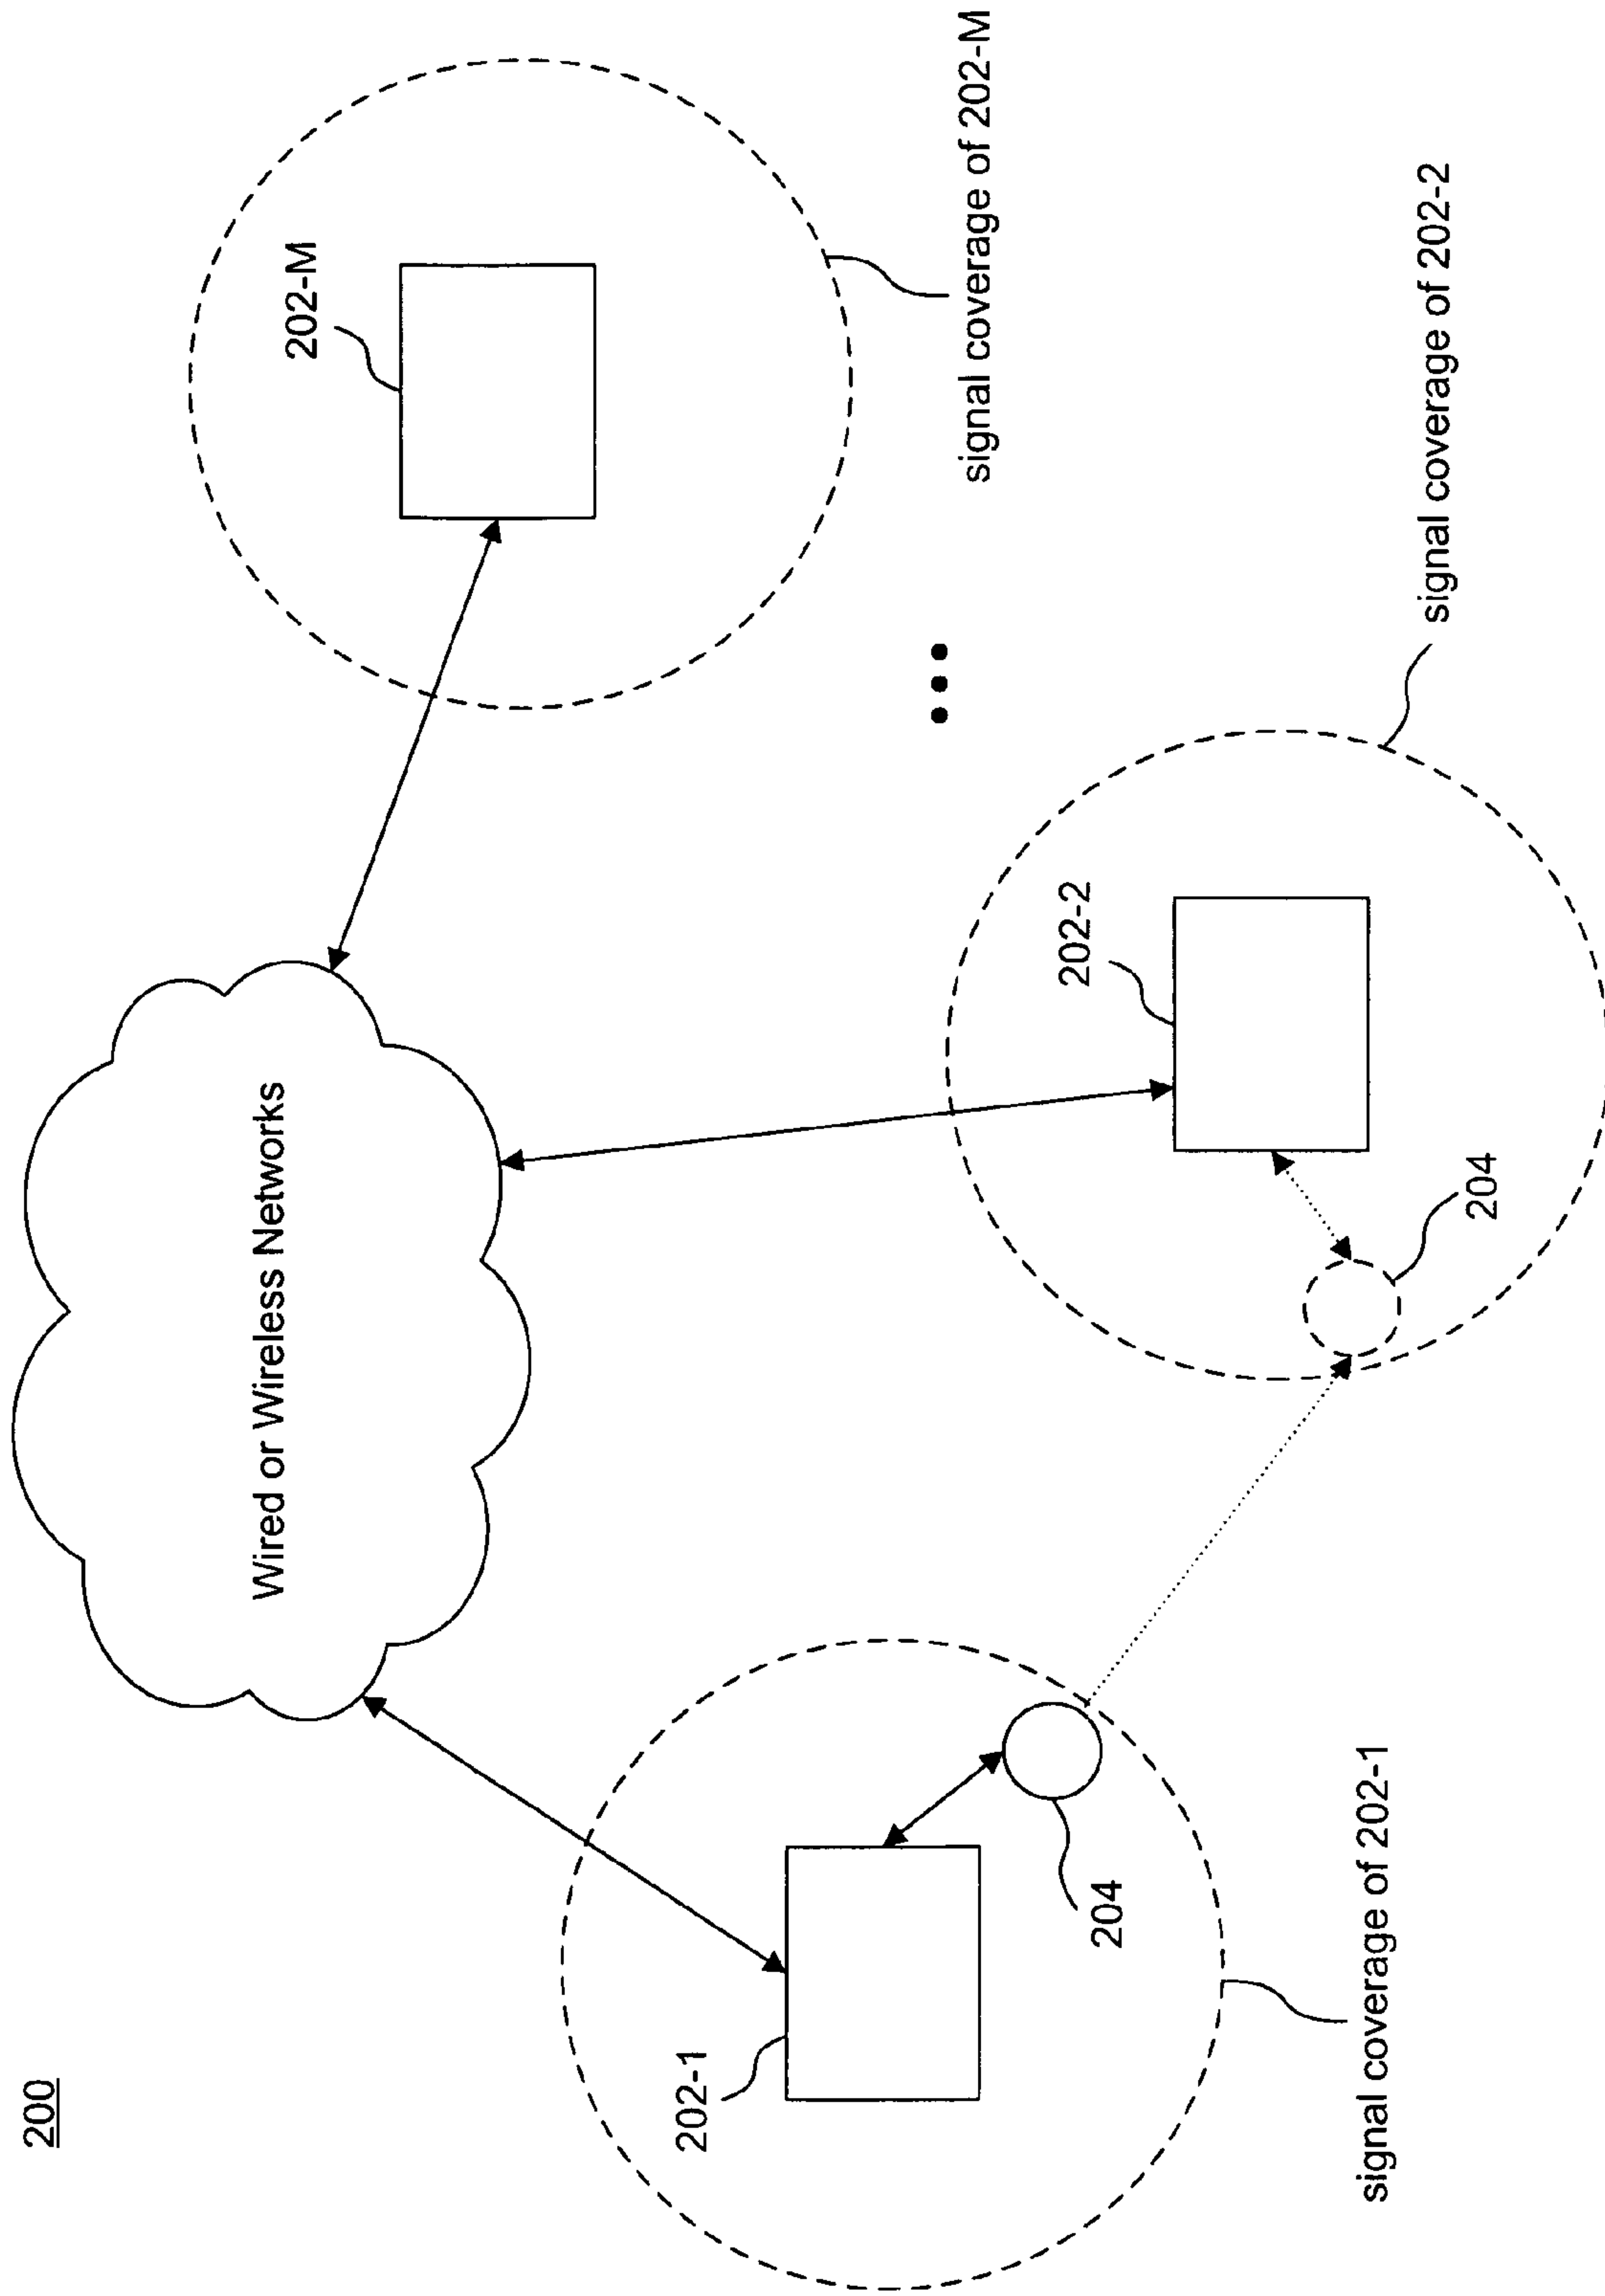 200
Wired or Wireless Networks
202-M
signal coverage of 202-M
202-1
204
signal coverage of 202-1
202-2
204
signal coverage of 202-2